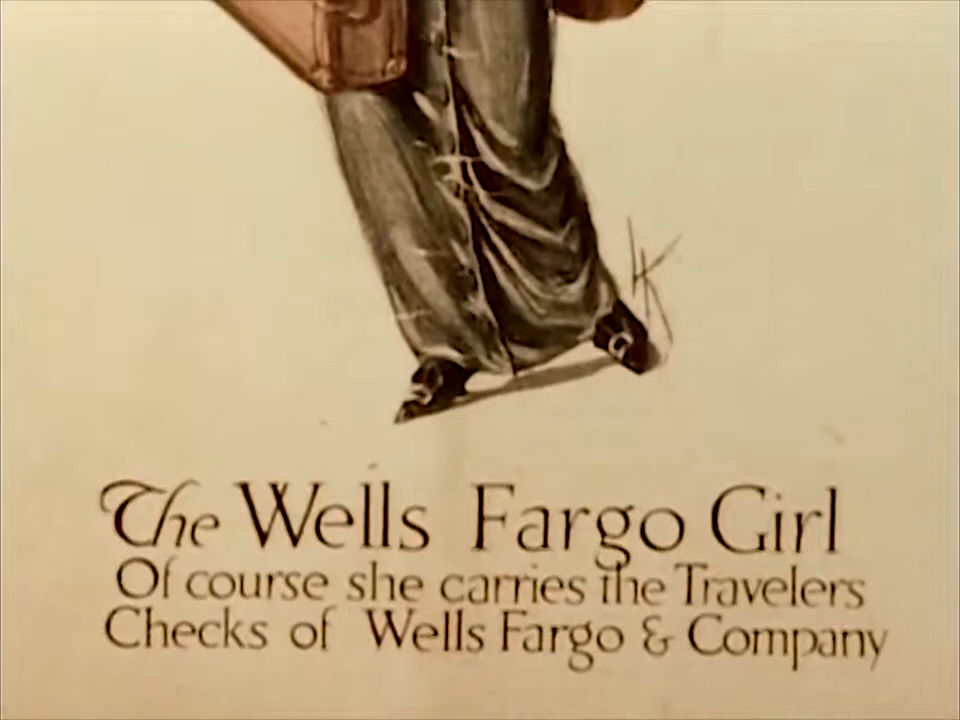 The Wells Fargo Girl
Of course she carries the Travelers
Checks of Wells Fargo & Company